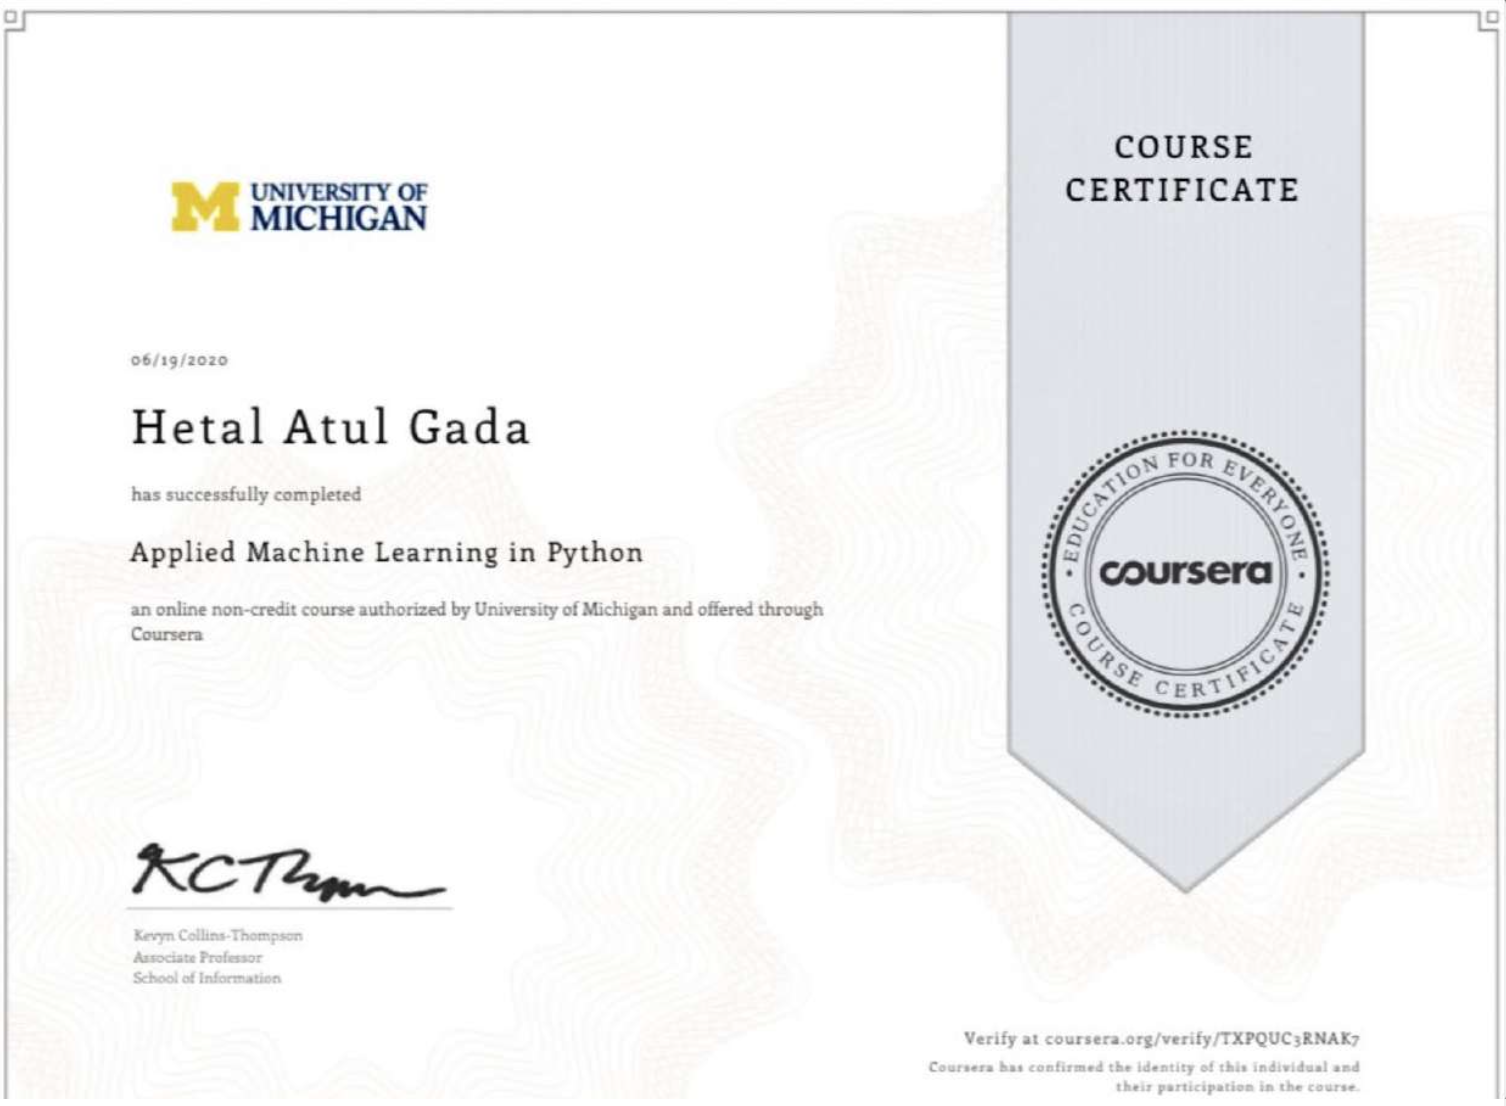 COURSE
CERTIFICATE
UNIVERSITY OF
MICHIGAN
06/19/2020
Hetal Atul Gada
has successfully completed
Applied Machine Learning in Python
an online non-credit course authorized by University of Michigan and offered through
Coursera
EDUCATION FOR EVERYONE
coursera
COURSE CERTIFICATE
KCThompson
Kevyn Collins-Thompson
Associate Professor
School of Information
Verify at coursera.org/verify/TXPQUC3RNAK7
Coursera has confirmed the identity of this individual and
their participation in the course.